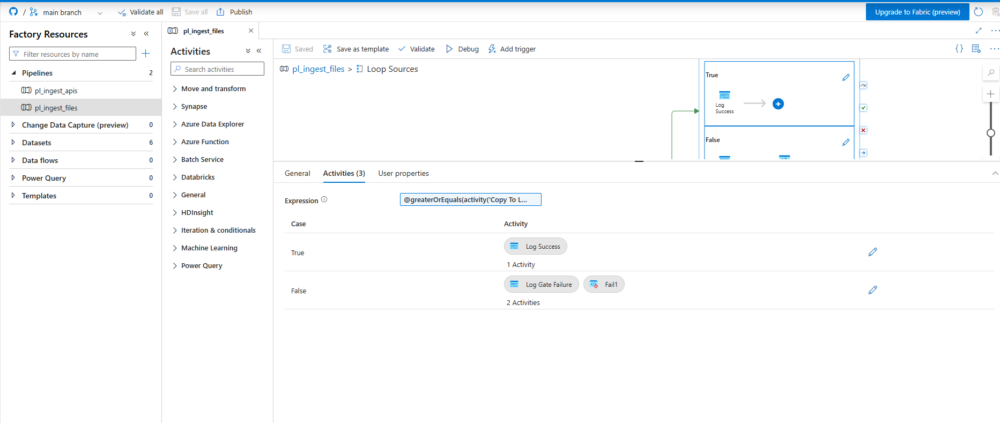 / main branch Validate all Save all Publish Upgrade to Fabric (preview)
Factory Resources
Filter resources by name
Pipelines 2
pl_ingest_apis
pl_ingest_files
Change Data Capture (preview) 0
Datasets 6
Data flows 0
Power Query 0
Templates 0
pl_ingest_files
Activities
Search activities
Move and transform
Synapse
Azure Data Explorer
Azure Function
Batch Service
Databricks
General
HDInsight
Iteration & conditionals
Machine Learning
Power Query
Saved Save as template Validate Debug Add trigger
pl_ingest_files > Loop Sources
True
Log
Success
False
General Activities (3) User properties
Expression @greaterOrEquals(activity('Copy To L...
Case Activity
True Log Success
1 Activity
False Log Gate Failure Fail1
2 Activities